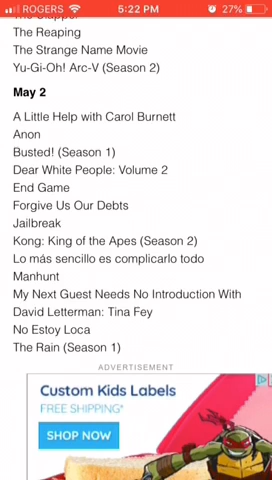 ROGERS 5:22 PM 27%
The Reaping
The Strange Name Movie
Yu-Gi-Oh! Arc-V (Season 2)
May 2
A Little Help with Carol Burnett
Anon
Busted! (Season 1)
Dear White People: Volume 2
End Game
Forgive Us Our Debts
Jailbreak
Kong: King of the Apes (Season 2)
Lo más sencillo es complicarlo todo
Manhunt
My Next Guest Needs No Introduction With
David Letterman: Tina Fey
No Estoy Loca
The Rain (Season 1)
ADVERTISEMENT
Custom Kids Labels
FREE SHIPPING*
SHOP NOW